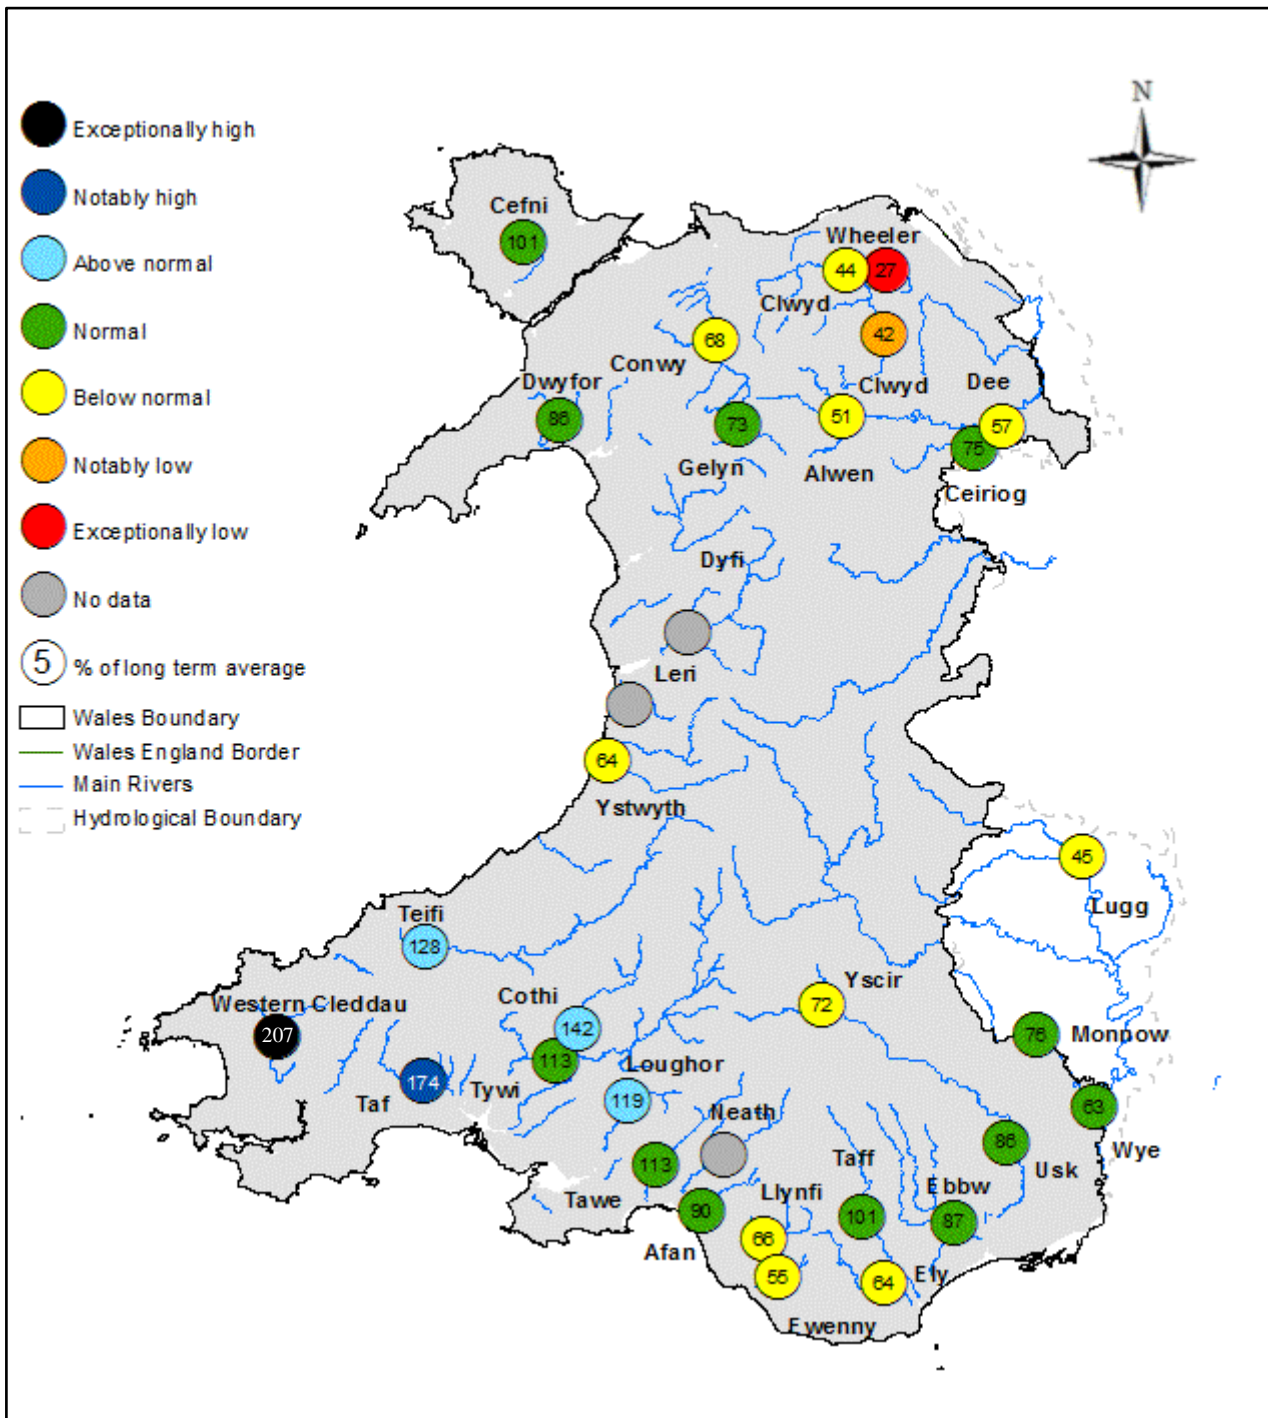 N
Exceptionally high
Notably high
Above normal
Normal
Below normal
Notably low
Exceptionally low
No data
5 % of long term average
Wales Boundary
Wales England Border
Main Rivers
Hydrological Boundary
Cefni
101
Wheeler
44 27
Clwyd
42
Clwyd
68
Conwy
Dwyfor
86
73
Gelyn
51
Alwen
Dee
57
75
Ceiriog
Dyfi
Leri
64
Ystwyth
45
Lugg
Teifi
128
Western Cleddau
207
Cothi
142
113
Tywi
174
Taf
Yscir
72
76
Monnow
63
Wye
Loughor
119
Neath
113
Tawe
90
Afan
Llynfi
66
55
Ewenny
Taff
101
Ebbw
87
86
Usk
64
Ely